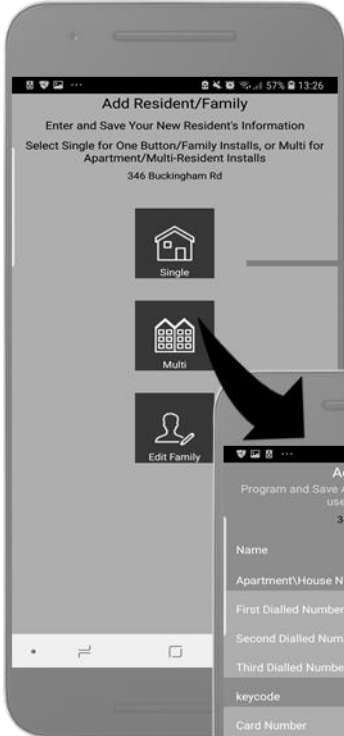 57% 13:26
Add Resident/Family
Enter and Save Your New Resident's Information
Select Single for One Button/Family Installs, or Multi for
Apartment/Multi-Resident Installs
346 Buckingham Rd
Single
Multi
Edit Family
Program and Save
Name
Apartment\House
First Dialled Number
Second Dialled
Third Dialled Number
keycode
Card Number